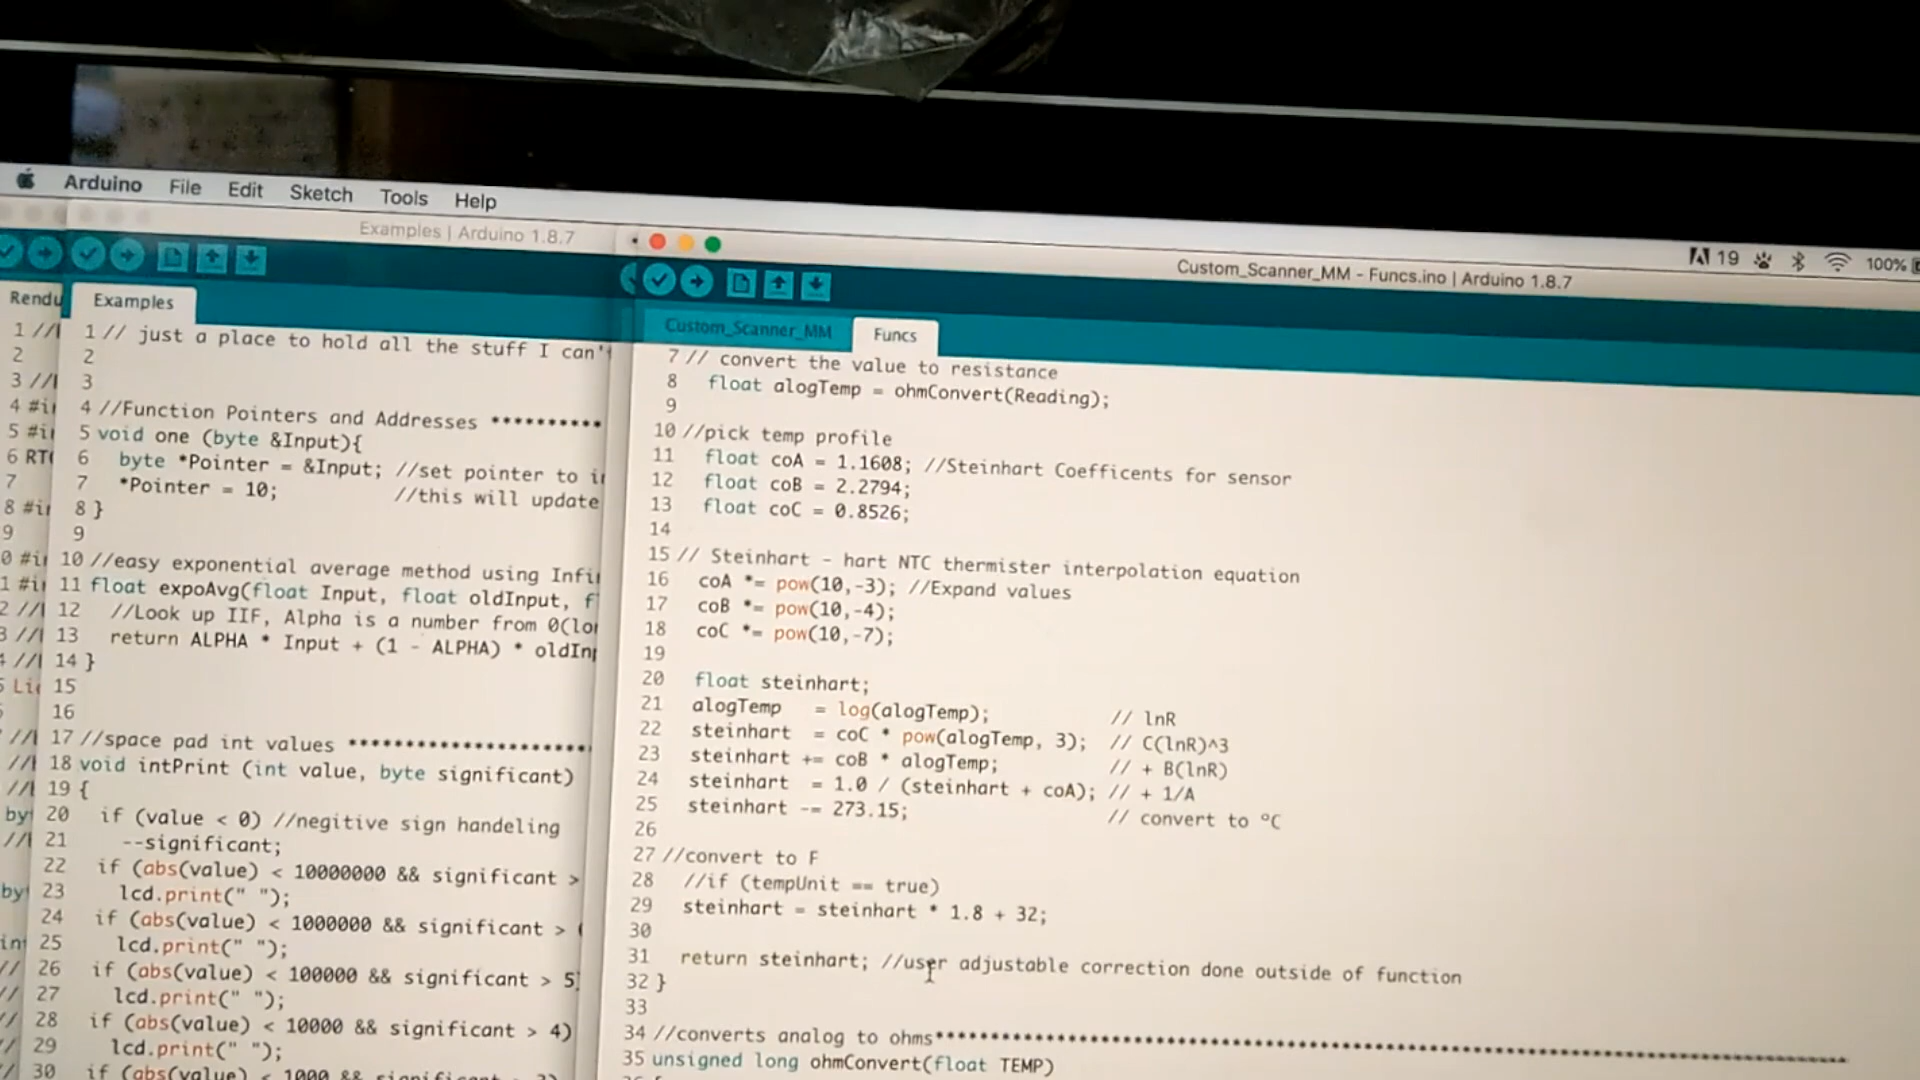 Arduino File Edit Sketch Tools Help
19 100%
Examples | Arduino 1.8.7
Custom_Scanner_MM - Funcs.ino | Arduino 1.8.7
Examples
1 // just a place to hold all the stuff I can'
2
3
4 //Function Pointers and Addresses **********
5 void one (byte &Input){
6 byte *Pointer = &Input; //set pointer to
7 *Pointer = 10; //this will update
8 }
9
10 //easy exponential average method using
11 float expoAvg(float Input, float oldInput,
12 //Look up IIF, Alpha is a number from
13 return ALPHA * Input + (1 - ALPHA) *
14 }
15
16
17 //space pad int values **********************
18 void intPrint (int value, byte significant)
19 {
20 if (value < 0) //negitive sign handeling
21 --significant;
22 if (abs(value) < 10000000 && significant >
23 lcd.print(" ");
24 if (abs(value) < 1000000 && significant >
25 lcd.print(" ");
26 if (abs(value) < 100000 && significant > 5
27 lcd.print(" ");
28 if (abs(value) < 10000 && significant > 4)
29 lcd.print(" ");
30 if (abs(value) < 1000 &&
Custom_Scanner_MM Funcs
7 // convert the value to resistance
8 float alogTemp = ohmConvert(Reading);
9
10 //pick temp profile
11 float coA = 1.1608; //Steinhart Coefficents for sensor
12 float coB = 2.2794;
13 float coC = 0.8526;
14
15 // Steinhart - hart NTC thermister interpolation equation
16 coA *= pow(10,-3); //Expand values
17 coB *= pow(10,-4);
18 coC *= pow(10,-7);
19
20 float steinhart;
21 alogTemp = log(alogTemp); // lnR
22 steinhart = coC * pow(alogTemp, 3); // C(lnR)^3
23 steinhart += coB * alogTemp; // + B(lnR)
24 steinhart = 1.0 / (steinhart + coA); // + 1/A
25 steinhart -= 273.15; // convert to °C
26
27 //convert to F
28 //if (tempUnit == true)
29 steinhart = steinhart * 1.8 + 32;
30
31 return steinhart; //user adjustable correction done outside of function
32 }
33
34 //converts analog to ohms********************************************************************************
35 unsigned long ohmConvert(float TEMP)